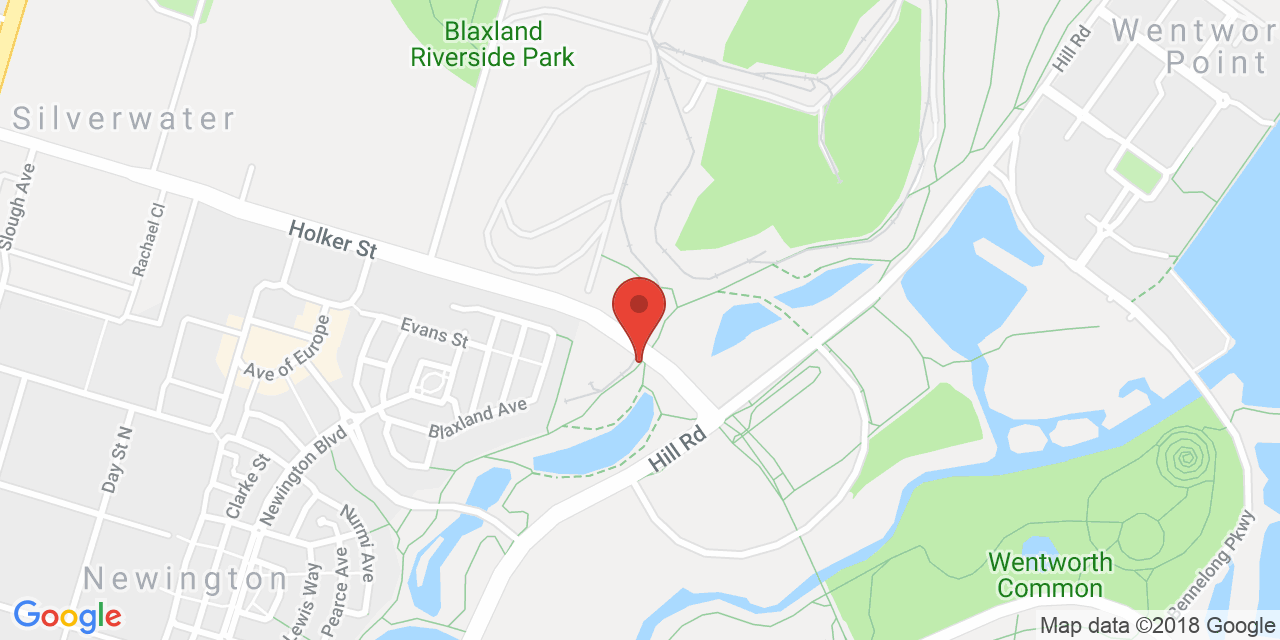 Blaxland
Riverside Park
Wentwor
Point
Hill Rd
Silverwater
Slough Ave
Rachael Cl
Holker St
Evans St
Ave of Europe
Blaxland Ave
Day St N
Clarke St
Newington Blvd
Hill Rd
Nurmi Ave
Newington
Lewis Way
Pearce Ave
Wentworth
Common
Bennelong Pkwy
Google
Map data ©2018 Google